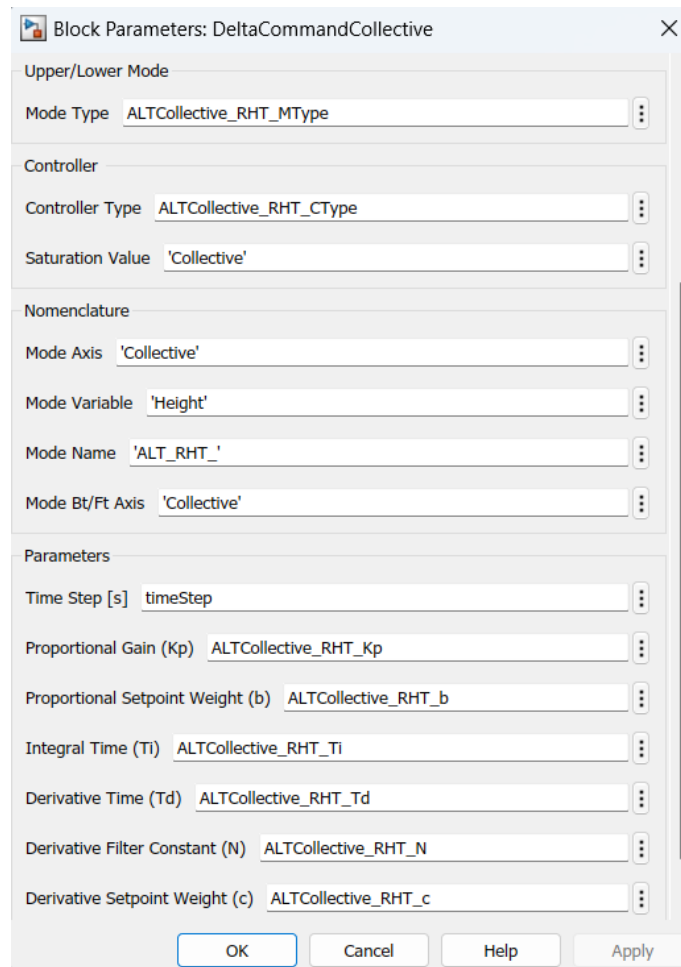 Block Parameters: DeltaCommandCollective
Upper/Lower Mode
Mode Type ALTCollective_RHT_MType
Controller
Controller Type ALTCollective_RHT_CType
Saturation Value 'Collective'
Nomenclature
Mode Axis 'Collective'
Mode Variable 'Height'
Mode Name 'ALT_RHT_'
Mode Bt/Ft Axis 'Collective'
Parameters
Time Step [s] timeStep
Proportional Gain (Kp) ALTCollective_RHT_Kp
Proportional Setpoint Weight (b) ALTCollective_RHT_b
Integral Time (Ti) ALTCollective_RHT_Ti
Derivative Time (Td) ALTCollective_RHT_Td
Derivative Filter Constant (N) ALTCollective_RHT_N
Derivative Setpoint Weight (c) ALTCollective_RHT_c
OK Cancel Help Apply